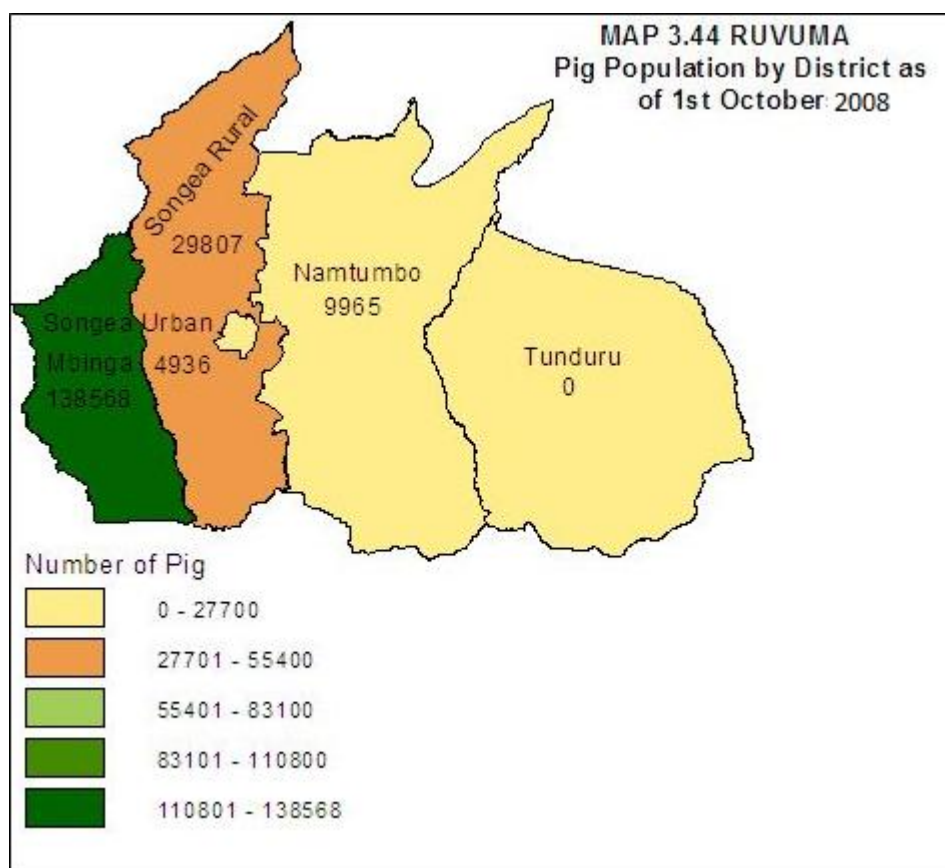 MAP 3.44 RUVUMA
Pig Population by District as
of 1st October 2008
Songea Rural
29807
Namtumbo
9965
Songea Urban
4936
Mbinga
138568
Tunduru
0
Number of Pig
0 - 27700
27701 - 55400
55401 - 83100
83101 - 110800
110801 - 138568